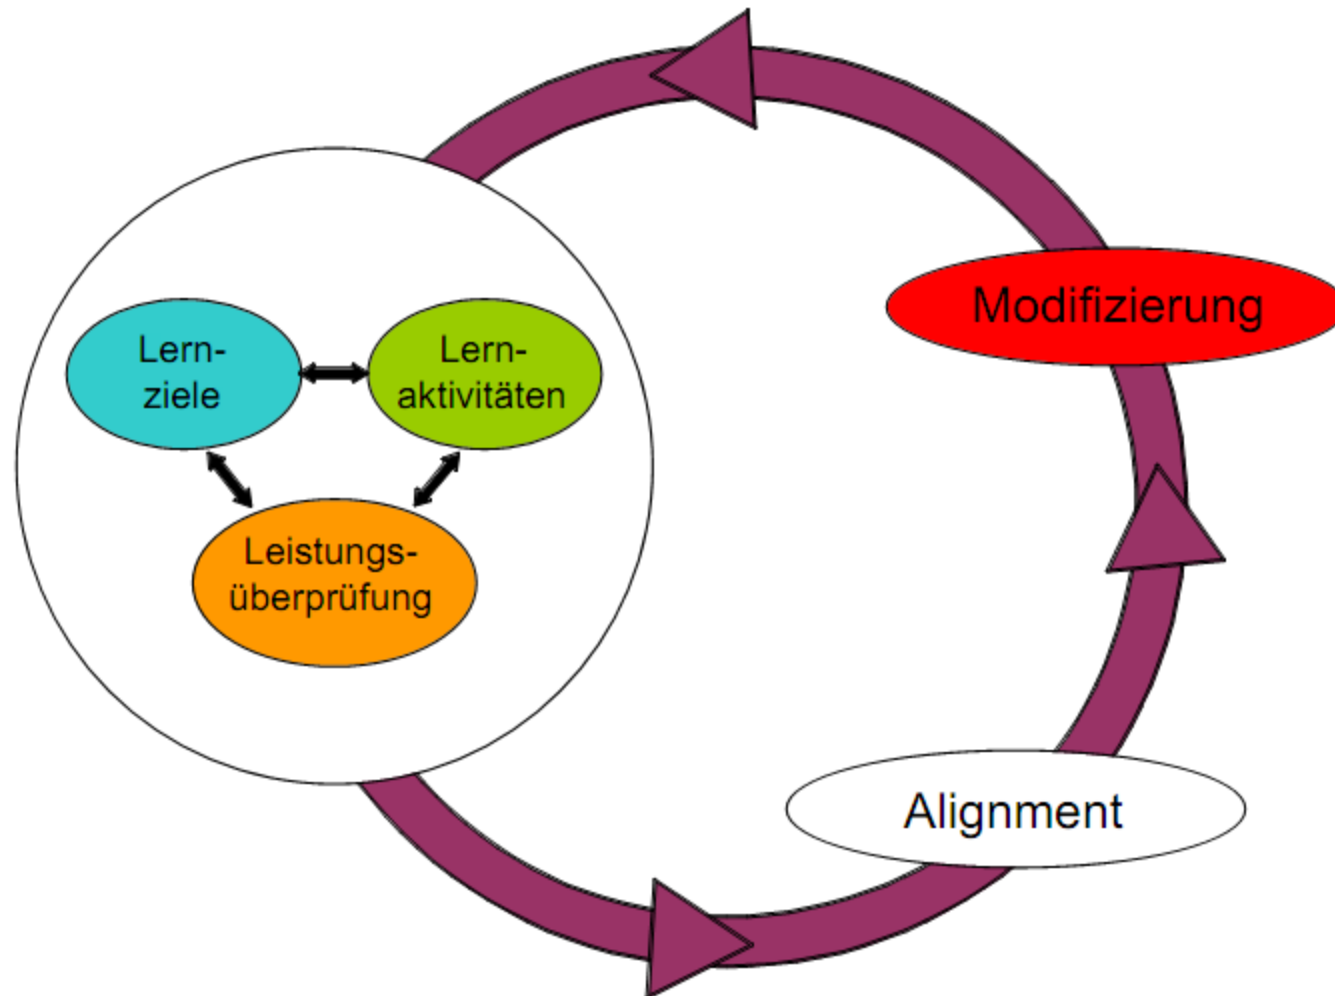 Lern-
ziele
Lern-
aktivitäten
Leistungs-
überprüfung
Modifizierung
Alignment